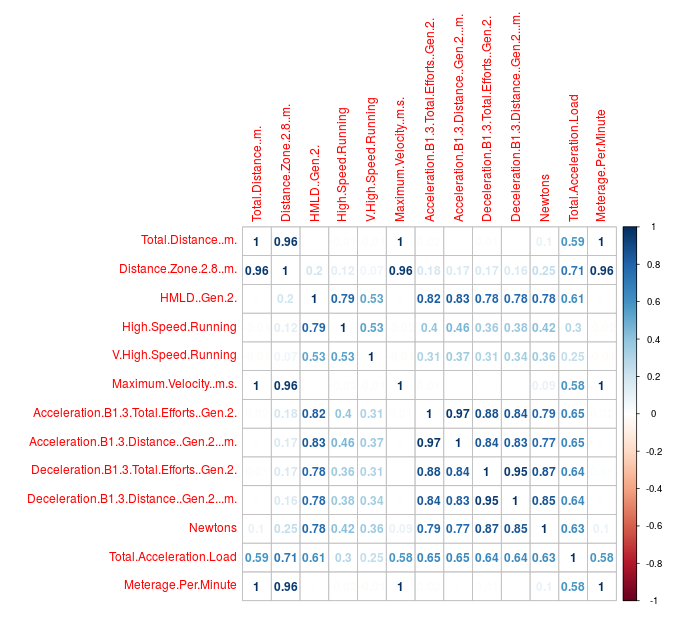 Total.Distance..m.
Distance.Zone.2.8..m.
HMLD..Gen.2.
High.Speed.Running
V.High.Speed.Running
Maximum.Velocity..m.s.
Acceleration.B1.3.Total.Efforts..Gen.2.
Acceleration.B1.3.Distance..Gen.2...m.
Deceleration.B1.3.Total.Efforts..Gen.2.
Deceleration.B1.3.Distance..Gen.2...m.
Newtons
Total.Acceleration.Load
Meterage.Per.Minute
Total.Distance..m. 1 0.96 1 0.1 0.59 1
Distance.Zone.2.8..m. 0.96 1 0.2 0.12 0.07 0.96 0.18 0.17 0.17 0.16 0.25 0.71 0.96
HMLD..Gen.2. 0.2 1 0.79 0.53 0.82 0.83 0.78 0.78 0.78 0.61
High.Speed.Running 0.12 0.79 1 0.53 0.4 0.46 0.36 0.38 0.42 0.3
V.High.Speed.Running 0.07 0.53 0.53 1 0.31 0.37 0.31 0.34 0.36 0.25
Maximum.Velocity..m.s. 1 0.96 1 0.09 0.58 1
Acceleration.B1.3.Total.Efforts..Gen.2. 0.18 0.82 0.4 0.31 1 0.97 0.88 0.84 0.79 0.65
Acceleration.B1.3.Distance..Gen.2...m. 0.17 0.83 0.46 0.37 0.97 1 0.84 0.83 0.77 0.65
Deceleration.B1.3.Total.Efforts..Gen.2. 0.17 0.78 0.36 0.31 0.88 0.84 1 0.95 0.87 0.64
Deceleration.B1.3.Distance..Gen.2...m. 0.16 0.78 0.38 0.34 0.84 0.83 0.95 1 0.85 0.64
Newtons 0.1 0.25 0.78 0.42 0.36 0.09 0.79 0.77 0.87 0.85 1 0.63 0.1
Total.Acceleration.Load 0.59 0.71 0.61 0.3 0.25 0.58 0.65 0.65 0.64 0.64 0.63 1 0.58
Meterage.Per.Minute 1 0.96 1 0.1 0.58 1
1
0.8
0.6
0.4
0.2
0
-0.2
-0.4
-0.6
-0.8
-1